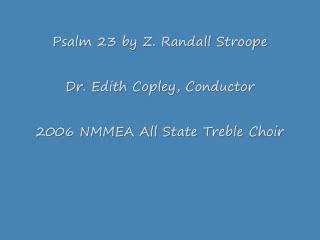 Psalm 23 by Z. Randall Stroope
Dr. Edith Copley, Conductor
2006 NMMEA All State Treble Choir